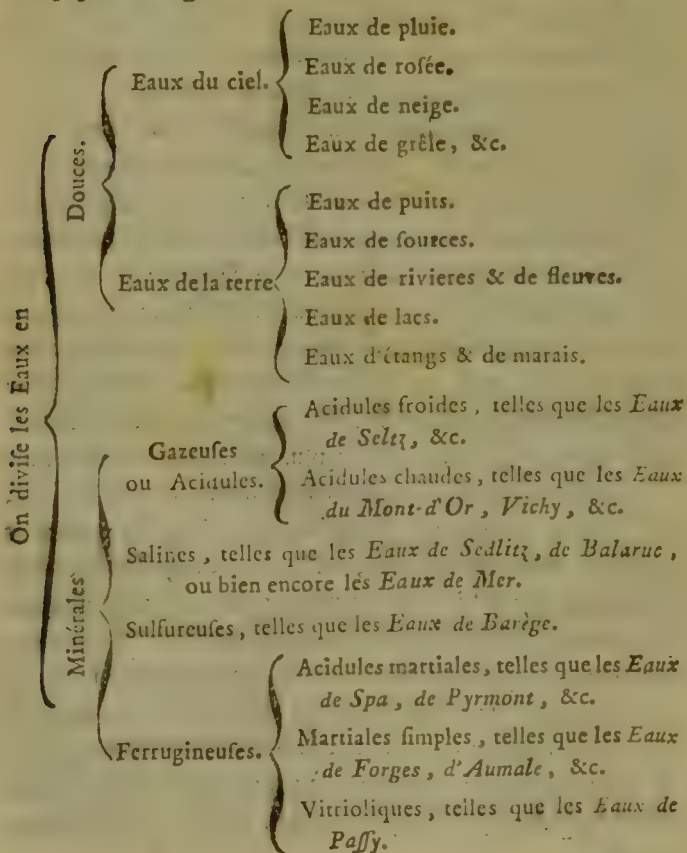 On divise les Eaux en
Douces.
Eaux du ciel.
Eaux de pluie.
Eaux de rosée.
Eaux de neige.
Eaux de grêle, &c.
Eaux de la terre
Eaux de puits.
Eaux de sources.
Eaux de rivieres & de fleuves.
Eaux de lacs.
Eaux d'étangs & de marais.
Minérales
Gazeuses
ou Acidules.
Acidules froides, telles que les Eaux
de Seltz, &c.
Acidules chaudes, telles que les Eaux
du Mont-d'Or, Vichy, &c.
Salines, telles que les Eaux de Sedlitz, de Balaruc,
ou bien encore les Eaux de Mer.
Sulfureuses, telles que les Eaux de Barège.
Ferrugineuses.
Acidules martiales, telles que les Eaux
de Spa, de Pyrmont, &c.
Martiales simples, telles que les Eaux
de Forges, d'Aumale, &c.
Vitrioliques, telles que les Eaux de
Passy.